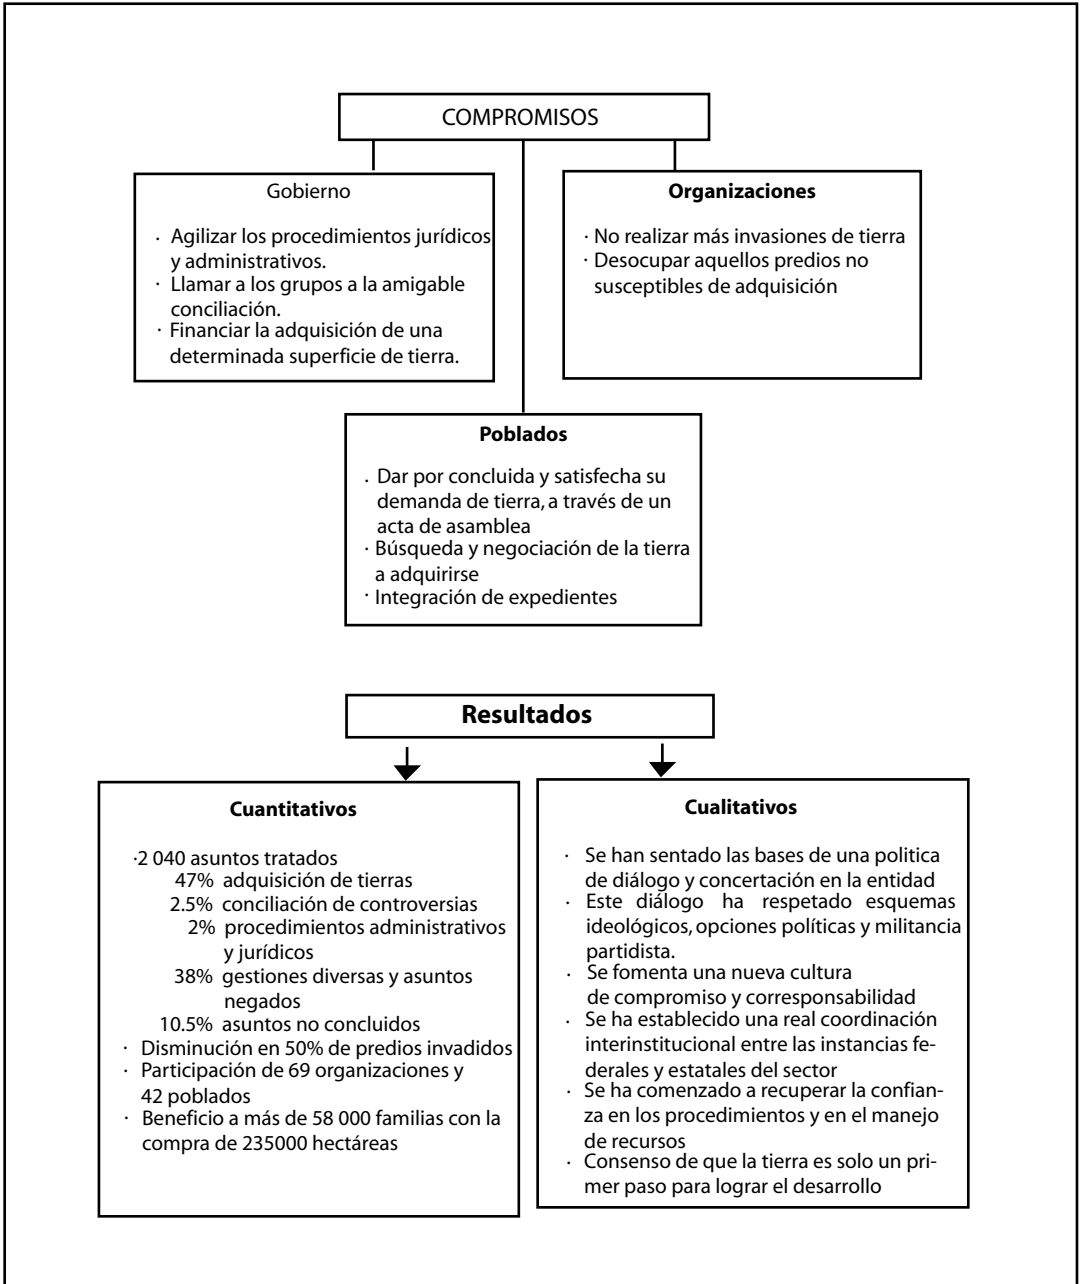 COMPROMISOS
Gobierno
· Agilizar los procedimientos jurídicos
y administrativos.
· Llamar a los grupos a la amigable
conciliación.
· Financiar la adquisición de una
determinada superficie de tierra.
Organizaciones
· No realizar más invasiones de tierra
· Desocupar aquellos predios no
susceptibles de adquisición
Poblados
. Dar por concluida y satisfecha su
demanda de tierra, a través de un
acta de asamblea
· Búsqueda y negociación de la tierra
a adquirirse
· Integración de expedientes
Resultados
Cuantitativos
·2 040 asuntos tratados
47% adquisición de tierras
2.5% conciliación de controversias
2% procedimientos administrativos
y jurídicos
38% gestiones diversas y asuntos
negados
10.5% asuntos no concluidos
· Disminución en 50% de predios invadidos
· Participación de 69 organizaciones y
42 poblados
· Beneficio a más de 58 000 familias con la
compra de 235000 hectáreas
Cualitativos
· Se han sentado las bases de una politica
de diálogo y concertación en la entidad
· Este diálogo ha respetado esquemas
ideológicos, opciones políticas y militancia
partidista.
· Se fomenta una nueva cultura
de compromiso y corresponsabilidad
· Se ha establecido una real coordinación
interinstitucional entre las instancias fe-
derales y estatales del sector
· Se ha comenzado a recuperar la confian-
za en los procedimientos y en el manejo
de recursos
· Consenso de que la tierra es solo un pri-
mer paso para lograr el desarrollo